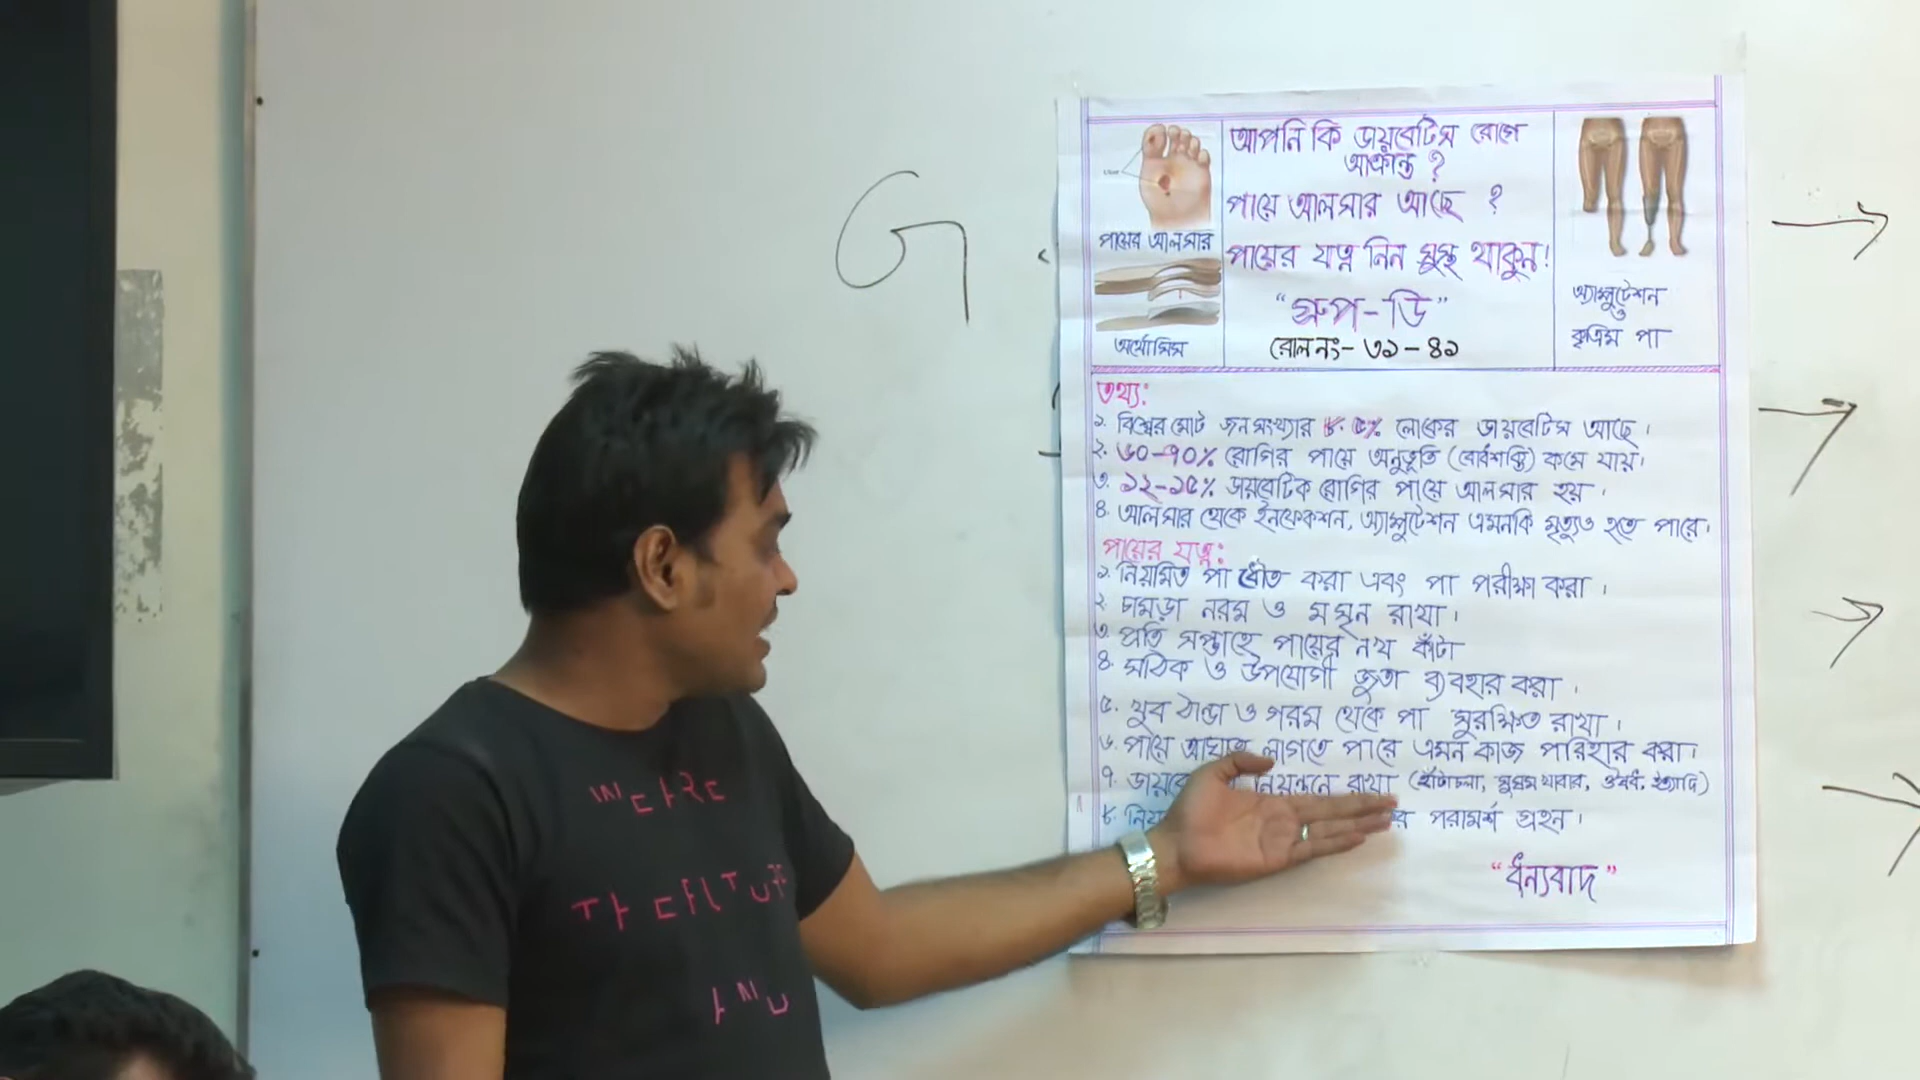 G
আপনি কি ডায়বেটিস রোগে
আক্রান্ত ?
পায়ে আলসার আছে ?
পায়ের যত্ন নিন সুস্থ থাকুন!
"গ্রুপ-ডি"
রোল নং- ৩১ - ৪১
পায়ের আলসার
অর্থোসিস
অ্যাম্পুটেশন
ও
কৃত্রিম পা
তথ্য:
১. বিশ্বের মোট জনসংখ্যার ৮.৫% লোকের ডায়বেটিস আছে।
২. ৬০-৭০% রোগির পায়ে অনুভূতি (বোধশক্তি) কমে যায়।
৩. ১২-১৫% ডায়বেটিক রোগির পায়ে আলসার হয়।
৪. আলসার থেকে ইনফেকশন, অ্যাম্পুটেশন এমনকি মৃত্যুও হতে পারে।
পায়ের যত্ন:
১. নিয়মিত পা ধৌত করা এবং পা পরীক্ষা করা।
২. চামড়া নরম ও মসৃন রাখা।
৩. প্রতি সপ্তাহে পায়ের নখ কাঁটা
৪. সঠিক ও উপযোগী জুতা ব্যবহার করা।
৫. খুব ঠান্ডা ও গরম থেকে পা সুরক্ষিত রাখা।
৬. পায়ে আঘাত লাগতে পারে এমন কাজ পরিহার করা।
৭. নিয়ন্ত্রনে রাখা (হাঁটাচলা, সুষম খাবার, ঔষধ, ইত্যাদি)
৮. পরামর্শ গ্রহন।
"ধন্যবাদ"